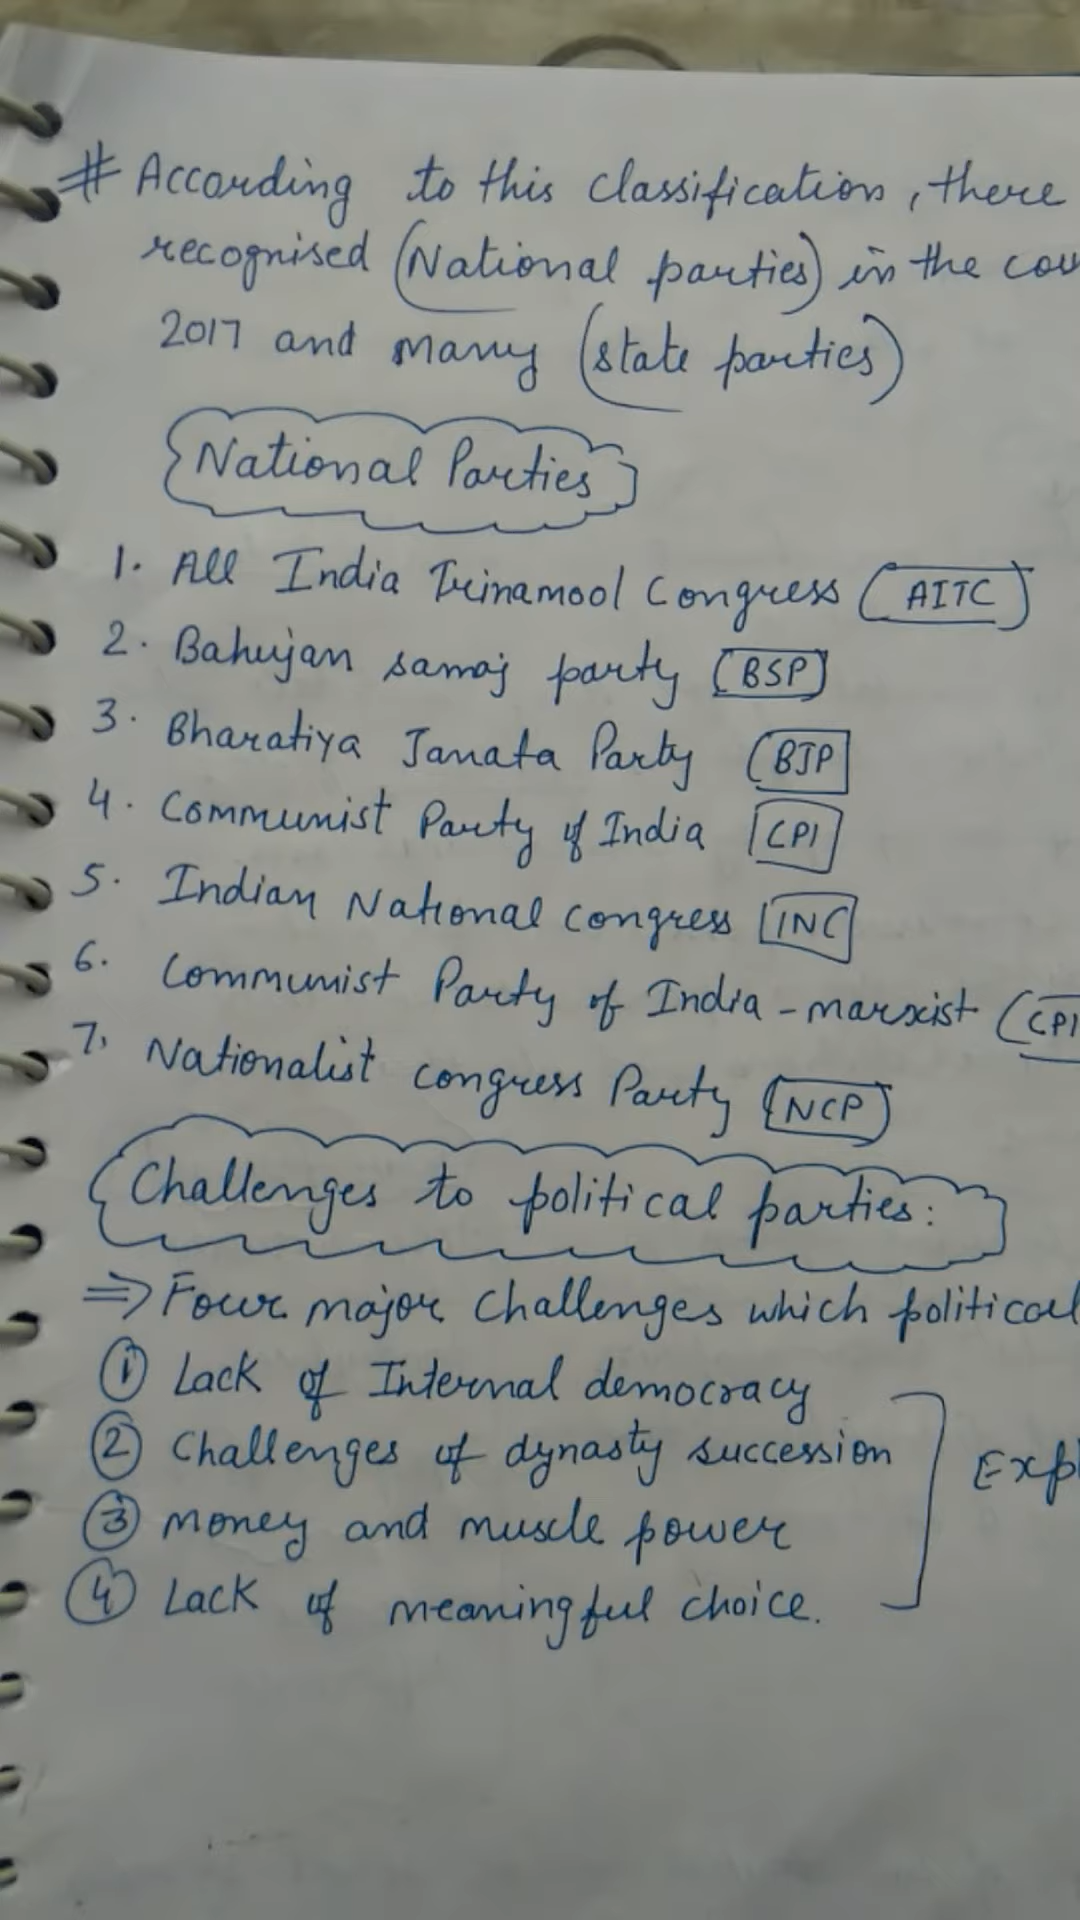 # According to this classification, there
recognised (National parties) in the
2017 and many (state parties)
National Parties
1. All India Trinamool Congress (AITC)
2. Bahujan samaj party [BSP]
3. Bharatiya Janata Party [BJP]
4. Communist Party of India [CPI]
5. Indian National Congress [INC]
6. Communist Party of India - marxist (CPI
7. Nationalist Congress Party [NCP]
Challenges to political parties:
⇒ Four major challenges which political
① Lack of Internal democracy
② Challenges of dynasty succession
③ Money and muscle power
④ Lack of meaningful choice.